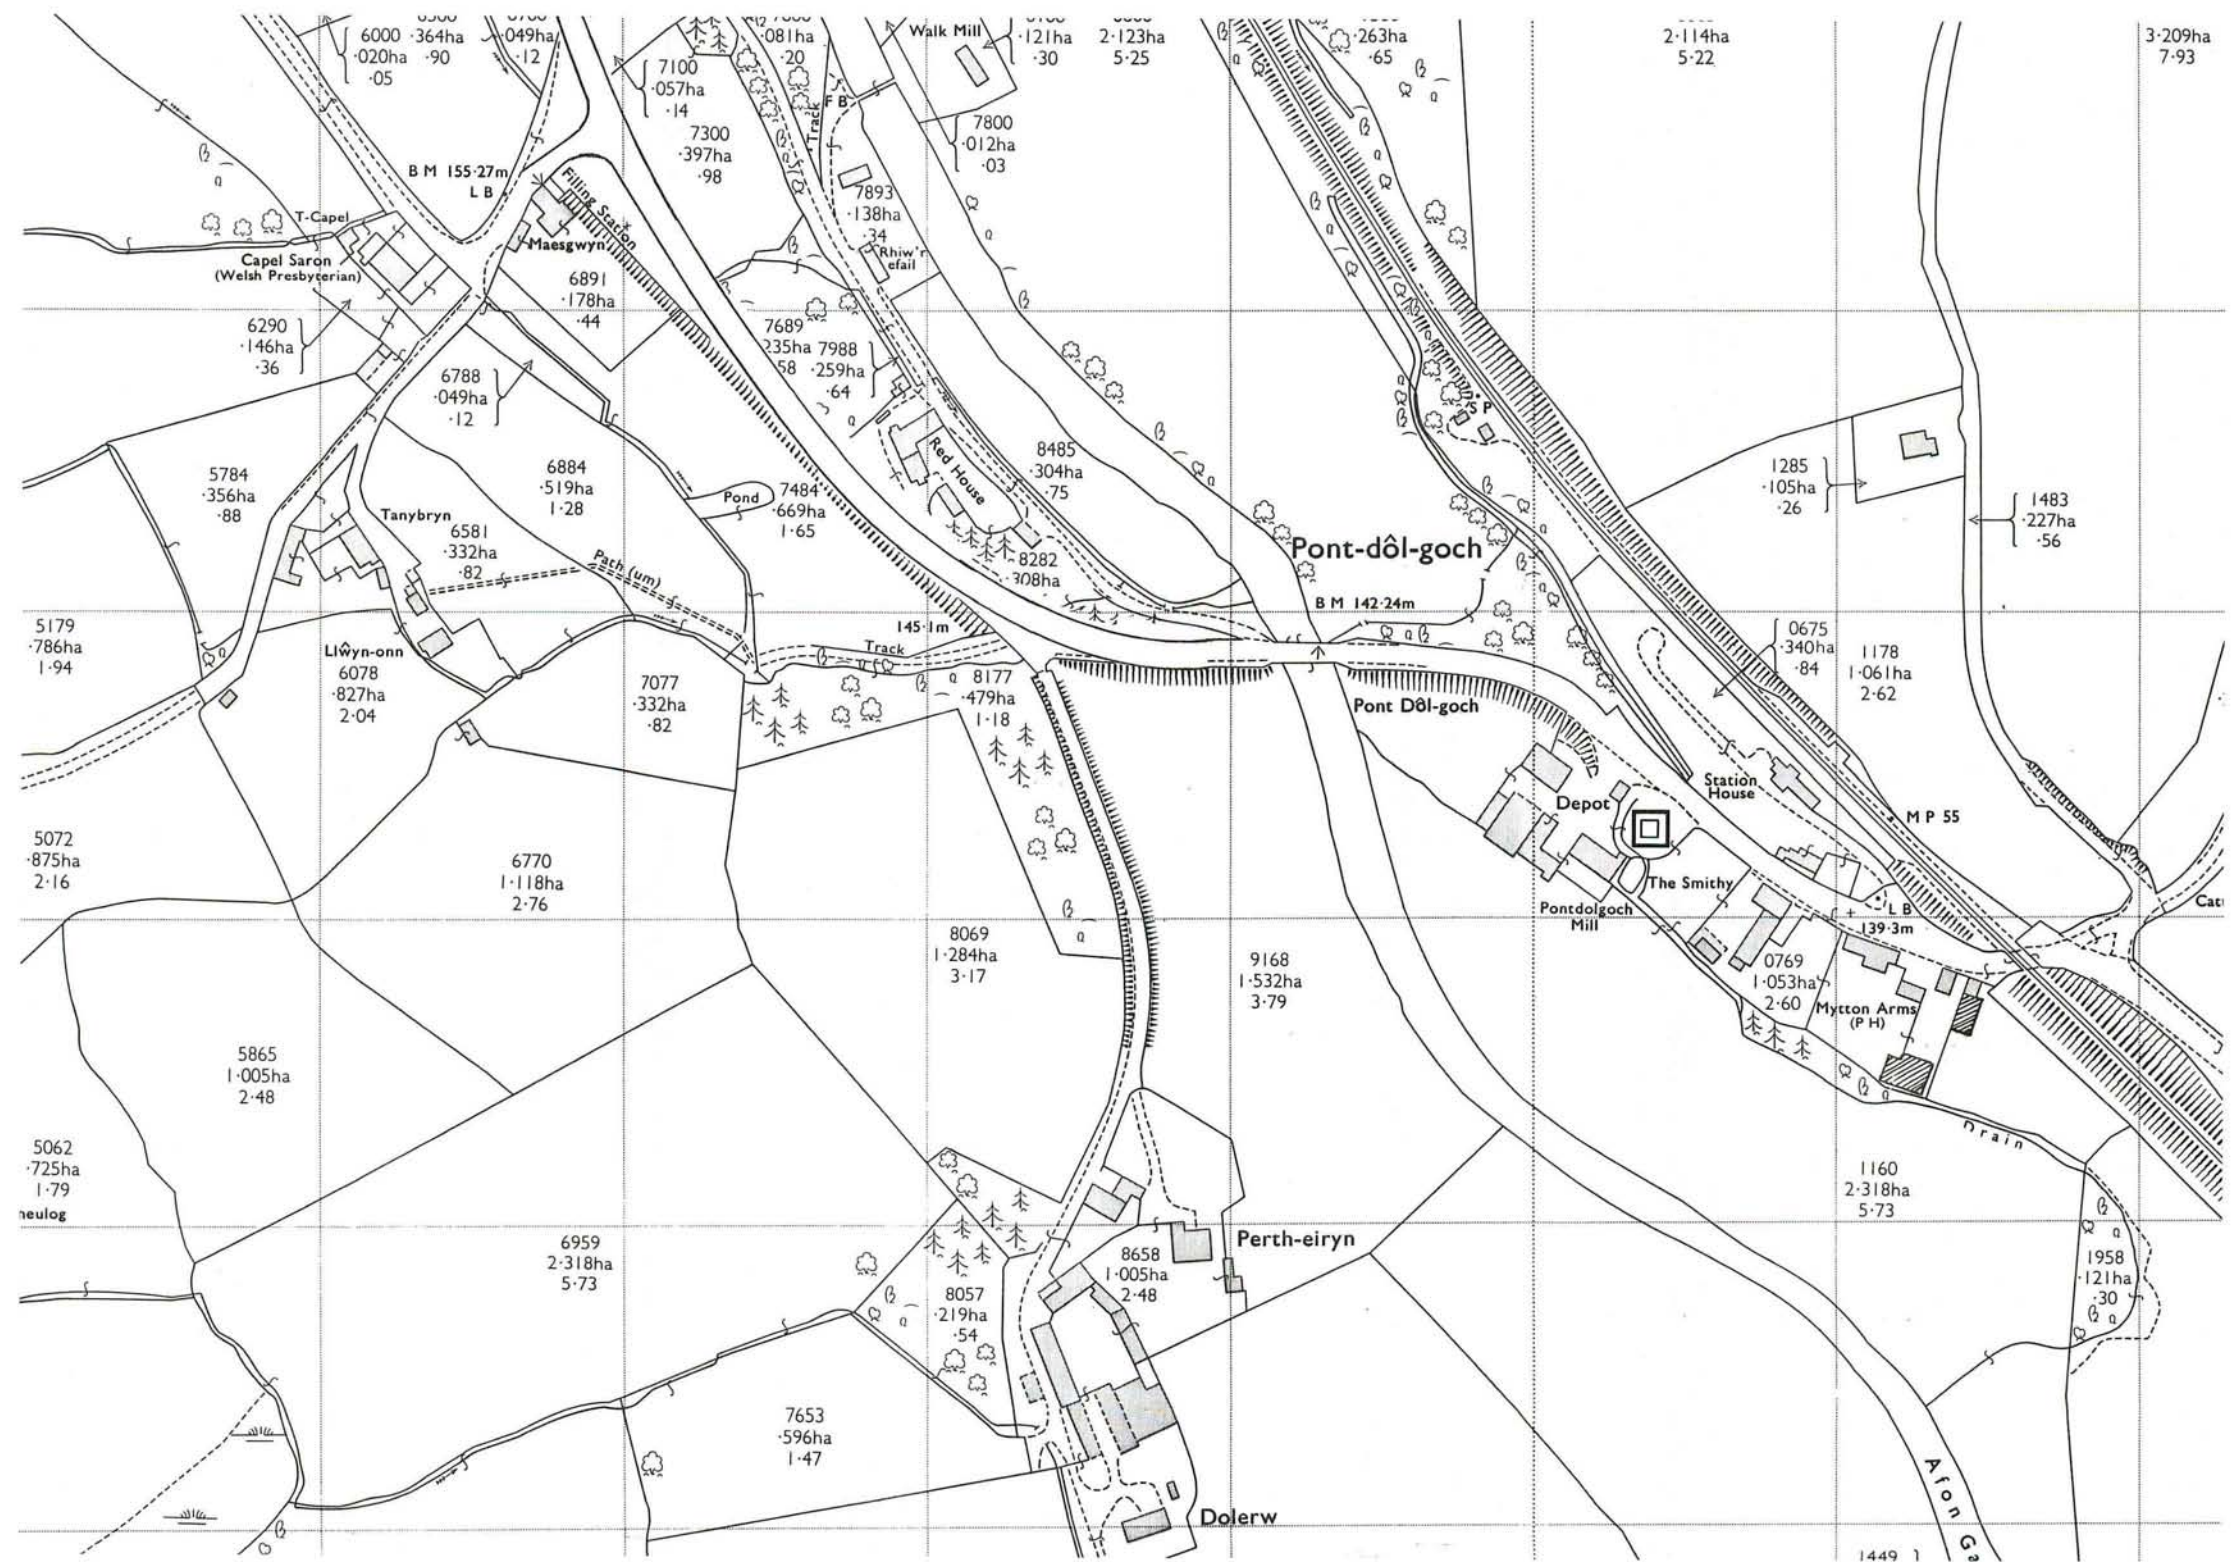 6000
·020ha
·05
·364ha
·90
·049ha
·12
·081ha
·20
Walk Mill
·121ha
·30
2·123ha
5·25
·263ha
·65
2·114ha
5·22
3·209ha
7·93
7100
·057ha
·14
Track
F B
7300
·397ha
·98
7800
·012ha
·03
B M 155·27m
L B
Filling Station
Maesgwyn
T-Capel
Capel Saron
(Welsh Presbyterian)
7893
·138ha
·34
Rhiw'r
efail
6891
·178ha
·44
6290
·146ha
·36
6788
·049ha
·12
7689
235ha
58
7988
·259ha
·64
S P
Red House
8485
·304ha
·75
5784
·356ha
·88
6884
·519ha
1·28
Pond
7484
·669ha
1·65
1285
·105ha
·26
1483
·227ha
·56
Tanybryn
6581
·332ha
·82
Path (um)
8282
·308ha
Pont-dôl-goch
B M 142·24m
5179
·786ha
1·94
145·1m
Track
Llŵyn-onn
6078
·827ha
2·04
7077
·332ha
·82
8177
·479ha
1·18
0675
·340ha
·84
1178
1·061ha
2·62
Pont Dôl-goch
Depot
Station
House
M P 55
5072
·875ha
2·16
6770
1·118ha
2·76
The Smithy
Pontdolgoch
Mill
L B
139·3m
Catt
8069
1·284ha
3·17
9168
1·532ha
3·79
0769
1·053ha
2·60
Mytton Arms
(P H)
5865
1·005ha
2·48
5062
·725ha
1·79
heulog
Drain
1160
2·318ha
5·73
6959
2·318ha
5·73
Perth-eiryn
8658
1·005ha
2·48
1958
·121ha
·30
8057
·219ha
·54
7653
·596ha
1·47
Dolerw
Afon Ga
1449